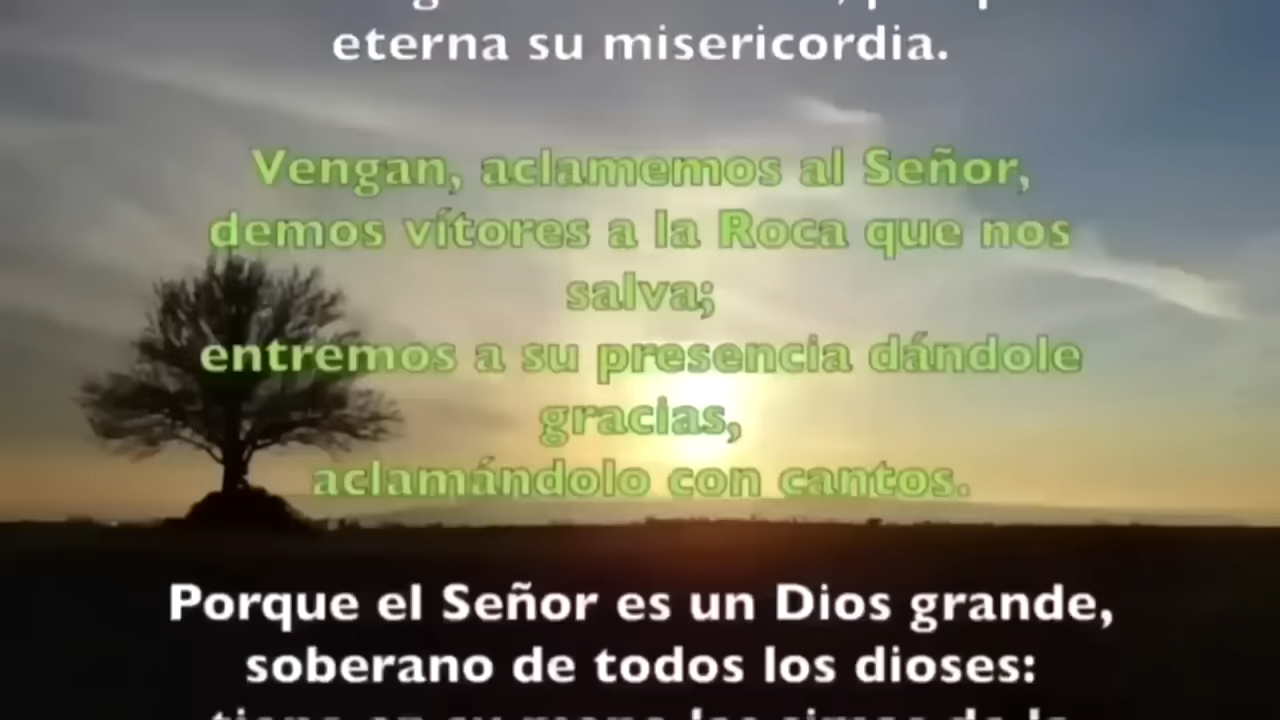 eterna su misericordia.
Vengan, aclamemos al Señor,
demos vítores a la Roca que nos
salva;
entremos a su presencia dándole
gracias,
aclamándolo con cantos.
Porque el Señor es un Dios grande,
soberano de todos los dioses: